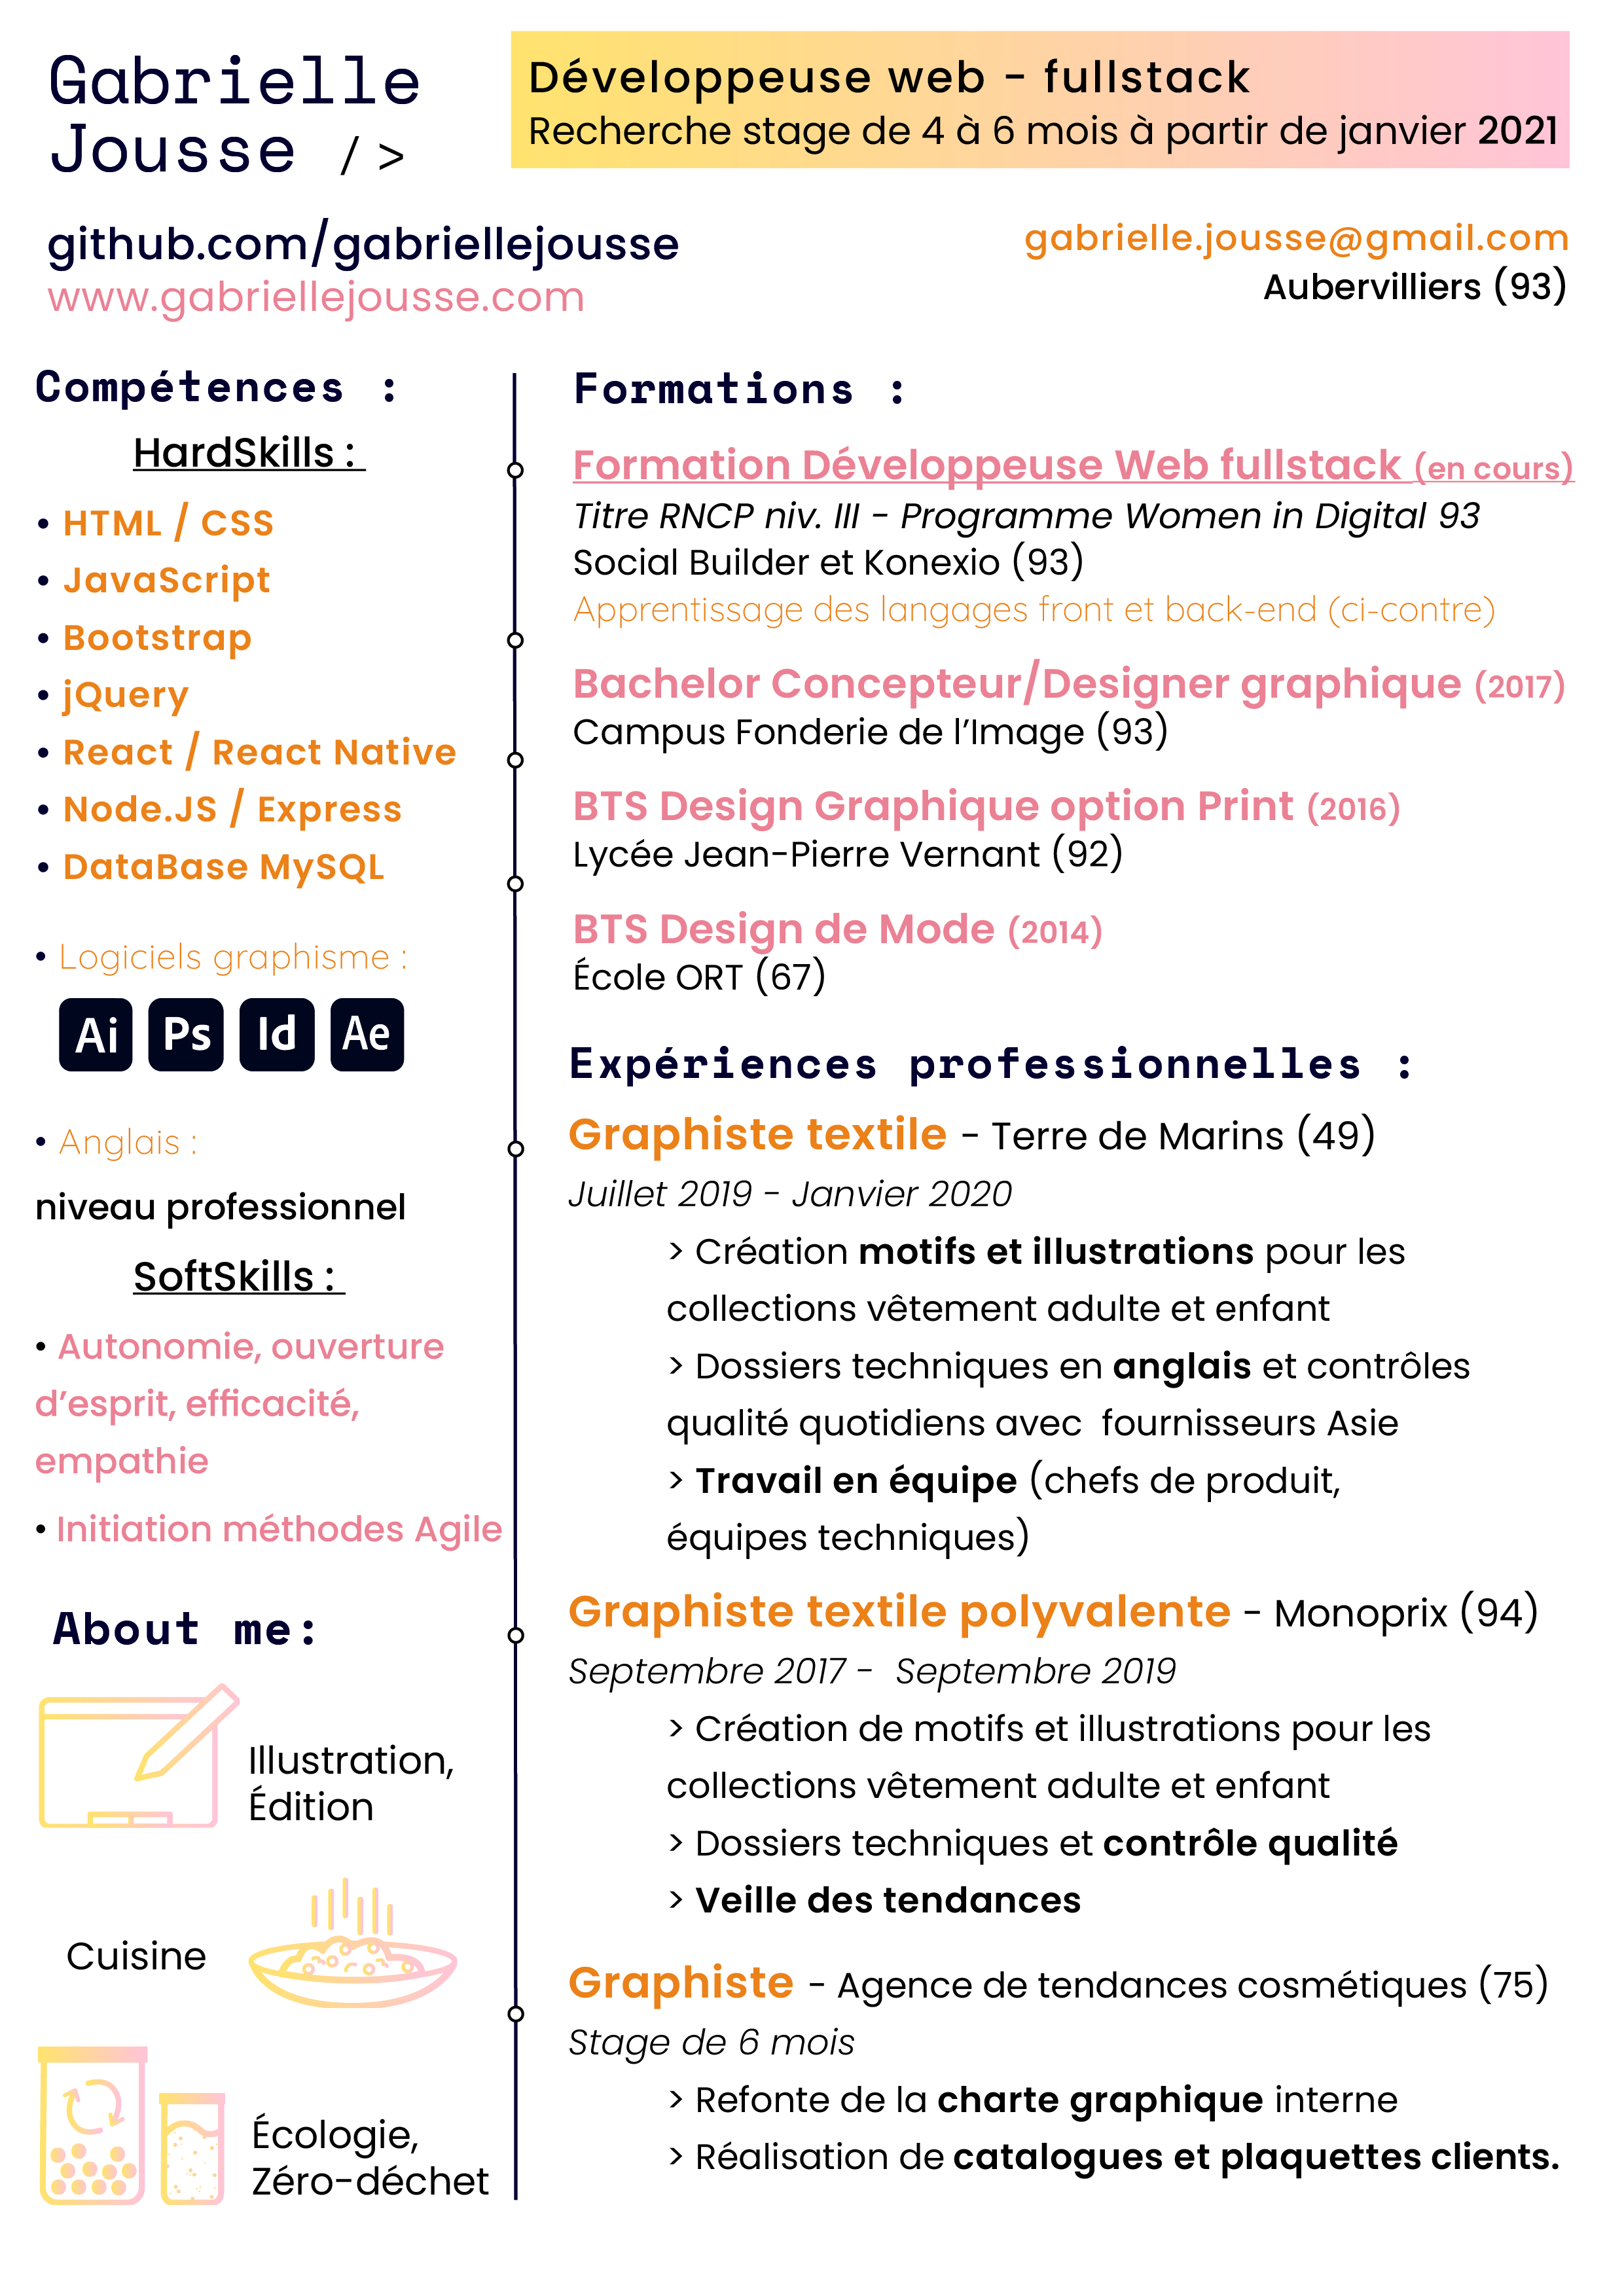 Gabrielle
Jousse / >
Développeuse web - fullstack
Recherche stage de 4 à 6 mois à partir de janvier 2021
github.com/gabriellejousse
www.gabriellejousse.com
gabrielle.jousse@gmail.com
Aubervilliers (93)
Compétences :
HardSkills :
• HTML / CSS
• JavaScript
• Bootstrap
• jQuery
• React / React Native
• Node.JS / Express
• DataBase MySQL
• Logiciels graphisme :
Ai Ps Id Ae
• Anglais :
niveau professionnel
SoftSkills :
• Autonomie, ouverture
d’esprit, efficacité,
empathie
• Initiation méthodes Agile
About me:
Illustration,
Édition
Cuisine
Écologie,
Zéro-déchet
Formations :
Formation Développeuse Web fullstack (en cours)
Titre RNCP niv. III - Programme Women in Digital 93
Social Builder et Konexio (93)
Apprentissage des langages front et back-end (ci-contre)
Bachelor Concepteur/Designer graphique (2017)
Campus Fonderie de l’Image (93)
BTS Design Graphique option Print (2016)
Lycée Jean-Pierre Vernant (92)
BTS Design de Mode (2014)
École ORT (67)
Expériences professionnelles :
Graphiste textile - Terre de Marins (49)
Juillet 2019 - Janvier 2020
> Création motifs et illustrations pour les
collections vêtement adulte et enfant
> Dossiers techniques en anglais et contrôles
qualité quotidiens avec fournisseurs Asie
> Travail en équipe (chefs de produit,
équipes techniques)
Graphiste textile polyvalente - Monoprix (94)
Septembre 2017 - Septembre 2019
> Création de motifs et illustrations pour les
collections vêtement adulte et enfant
> Dossiers techniques et contrôle qualité
> Veille des tendances
Graphiste - Agence de tendances cosmétiques (75)
Stage de 6 mois
> Refonte de la charte graphique interne
> Réalisation de catalogues et plaquettes clients.